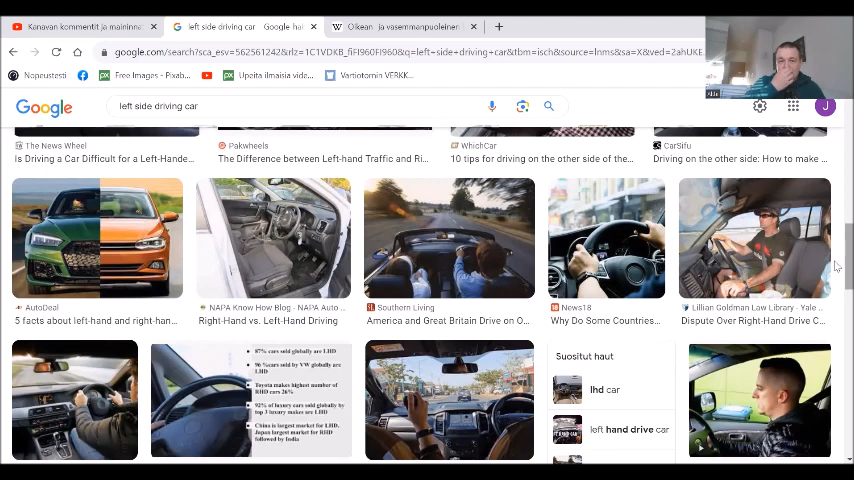 Kanavan kommentit ja maininna
left side driving car Google hai
Oikean ja vasemmanpuoleinen l
google.com/search?sca_esv=562561242&rlz=1C1VDKB_fiFI960FI960&q=left+side+driving+car&tbm=isch&source=lnms&sa=X&ved=2ahUKE
Nopeustesti
Free Images - Pixab...
Upeita ilmaisia video...
Vartiotornin VERKK...
Google
left side driving car
J
The News Wheel
Is Driving a Car Difficult for a Left-Hande...
Pakwheels
The Difference between Left-hand Traffic and Ri...
WhichCar
10 tips for driving on the other side of the...
CarSifu
Driving on the other side: How to make ...
AutoDeal
5 facts about left-hand and right-han...
NAPA Know How Blog - NAPA Auto ...
Right-Hand vs. Left-Hand Driving
Southern Living
America and Great Britain Drive on O...
News18
Why Do Some Countries...
Lillian Goldman Law Library - Yale ...
Dispute Over Right-Hand Drive C...
87% cars sold globally are LHD
96 %cars sold by VW globally are
LHD
Toyota makes highest number of
RHD cars 26%
92% of luxury cars sold globally by
top 3 luxury makes are LHD
China is largest market for LHD,
Japan largest market for RHD
followed by India
Suositut haut
lhd car
left hand drive car